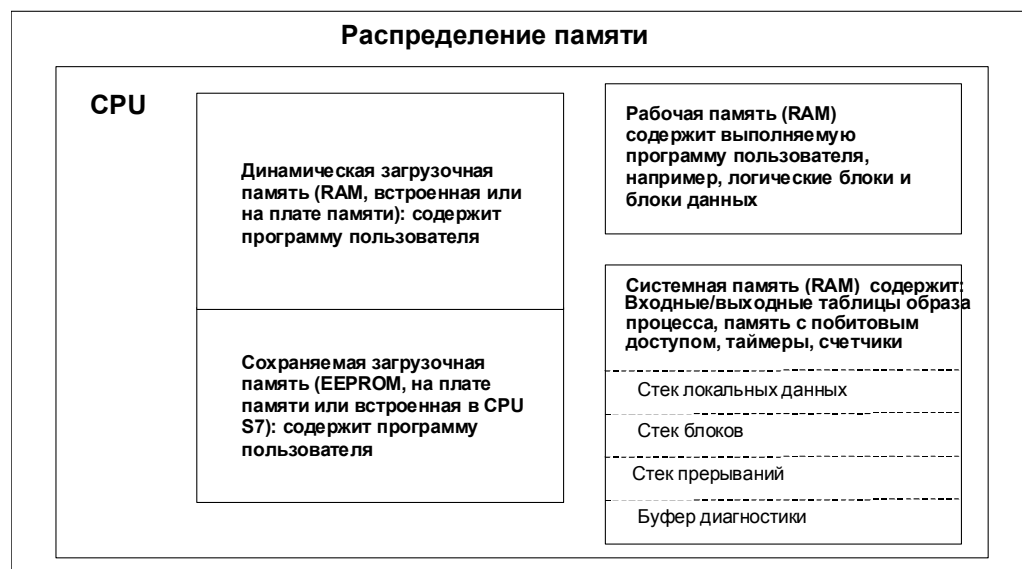 Распределение памяти
CPU
Динамическая загрузочная
память (RAM, встроенная или
на плате памяти): содержит
программу пользователя
Сохраняемая загрузочная
память (EEPROM, на плате
памяти или встроенная в CPU
S7): содержит программу
пользователя
Рабочая память (RAM)
содержит выполняемую
программу пользователя,
например, логические блоки и
блоки данных
Системная память (RAM) содержит:
Входные/выходные таблицы образа
процесса, память с побитовым
доступом, таймеры, счетчики
Стек локальных данных
Стек блоков
Стек прерываний
Буфер диагностики